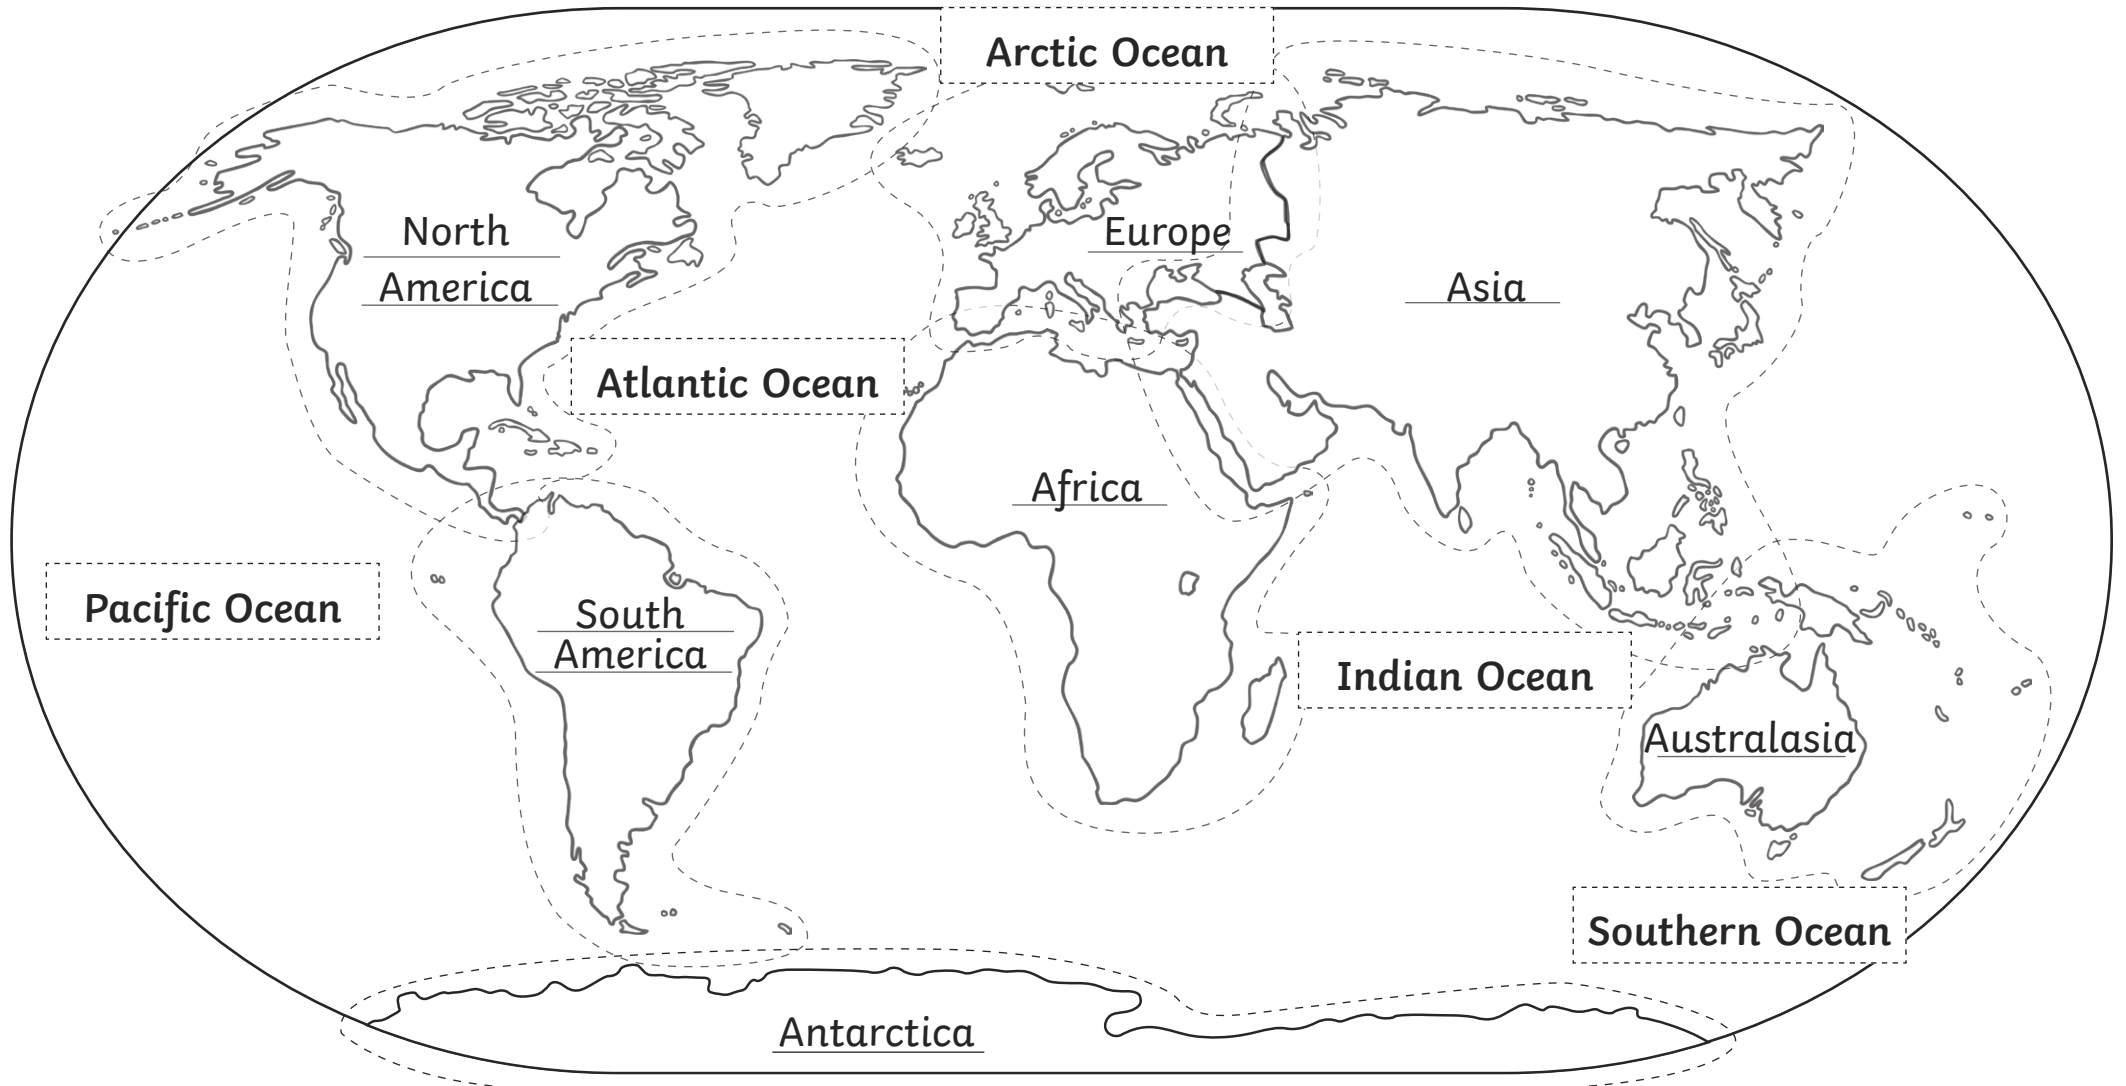 Arctic Ocean
North
America
Europe
Asia
Atlantic Ocean
Africa
Pacific Ocean
South
America
Indian Ocean
Australasia
Southern Ocean
Antarctica